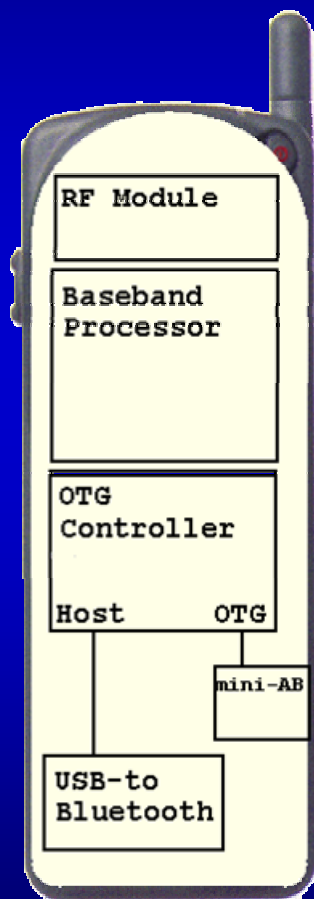 RF Module
Baseband
Processor
OTG
Controller
Host OTG
mini-AB
USB-to
Bluetooth